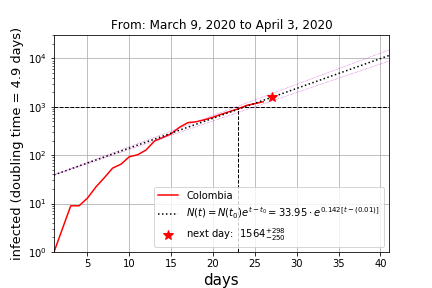 From: March 9, 2020 to April 3, 2020
infected (doubling time = 4.9 days)
10^4
10^3
10^2
10^1
10^0
Colombia
N(t) = N(t_0)e^{t-t_0} = 33.95 · e^{0.142[t-(0.01)]}
next day: 1564^{+298}_{-250}
5 10 15 20 25 30 35 40
days